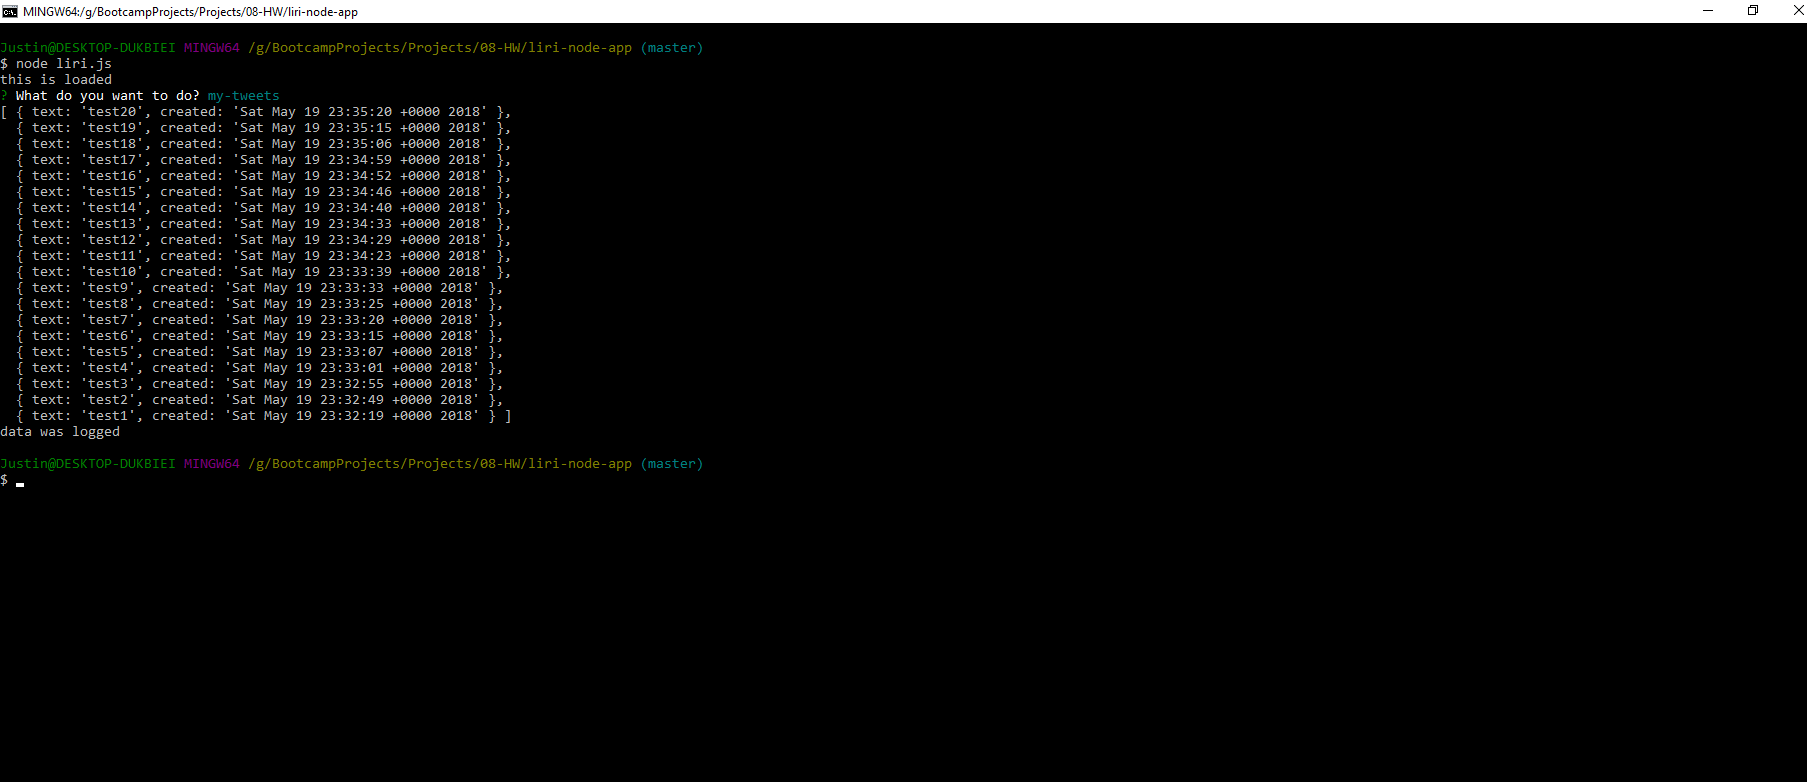 MINGW64:/g/BootcampProjects/Projects/08-HW/liri-node-app
Justin@DESKTOP-DUKBIEI MINGW64 /g/BootcampProjects/Projects/08-HW/liri-node-app (master)
$ node liri.js
this is loaded
? What do you want to do? my-tweets
[ { text: 'test20', created: 'Sat May 19 23:35:20 +0000 2018' },
  { text: 'test19', created: 'Sat May 19 23:35:15 +0000 2018' },
  { text: 'test18', created: 'Sat May 19 23:35:06 +0000 2018' },
  { text: 'test17', created: 'Sat May 19 23:34:59 +0000 2018' },
  { text: 'test16', created: 'Sat May 19 23:34:52 +0000 2018' },
  { text: 'test15', created: 'Sat May 19 23:34:46 +0000 2018' },
  { text: 'test14', created: 'Sat May 19 23:34:40 +0000 2018' },
  { text: 'test13', created: 'Sat May 19 23:34:33 +0000 2018' },
  { text: 'test12', created: 'Sat May 19 23:34:29 +0000 2018' },
  { text: 'test11', created: 'Sat May 19 23:34:23 +0000 2018' },
  { text: 'test10', created: 'Sat May 19 23:33:39 +0000 2018' },
  { text: 'test9', created: 'Sat May 19 23:33:33 +0000 2018' },
  { text: 'test8', created: 'Sat May 19 23:33:25 +0000 2018' },
  { text: 'test7', created: 'Sat May 19 23:33:20 +0000 2018' },
  { text: 'test6', created: 'Sat May 19 23:33:15 +0000 2018' },
  { text: 'test5', created: 'Sat May 19 23:33:07 +0000 2018' },
  { text: 'test4', created: 'Sat May 19 23:33:01 +0000 2018' },
  { text: 'test3', created: 'Sat May 19 23:32:55 +0000 2018' },
  { text: 'test2', created: 'Sat May 19 23:32:49 +0000 2018' },
  { text: 'test1', created: 'Sat May 19 23:32:19 +0000 2018' } ]
data was logged
Justin@DESKTOP-DUKBIEI MINGW64 /g/BootcampProjects/Projects/08-HW/liri-node-app (master)
$